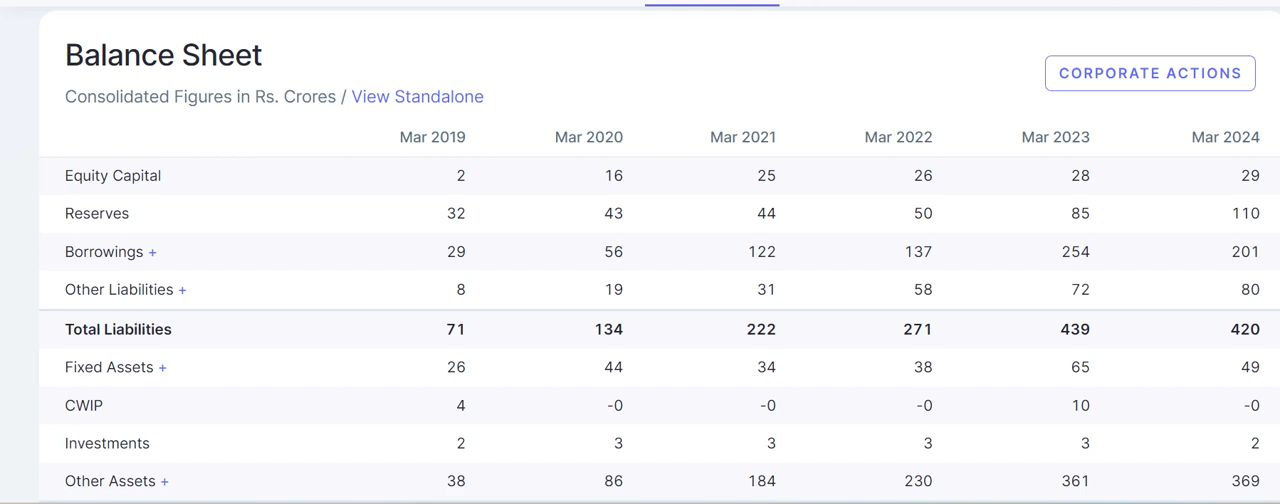 Balance Sheet
CORPORATE ACTIONS
Consolidated Figures in Rs. Crores / View Standalone
Mar 2019 Mar 2020 Mar 2021 Mar 2022 Mar 2023 Mar 2024
Equity Capital 2 16 25 26 28 29
Reserves 32 43 44 50 85 110
Borrowings + 29 56 122 137 254 201
Other Liabilities + 8 19 31 58 72 80
Total Liabilities 71 134 222 271 439 420
Fixed Assets + 26 44 34 38 65 49
CWIP 4 -0 -0 -0 10 -0
Investments 2 3 3 3 3 2
Other Assets + 38 86 184 230 361 369